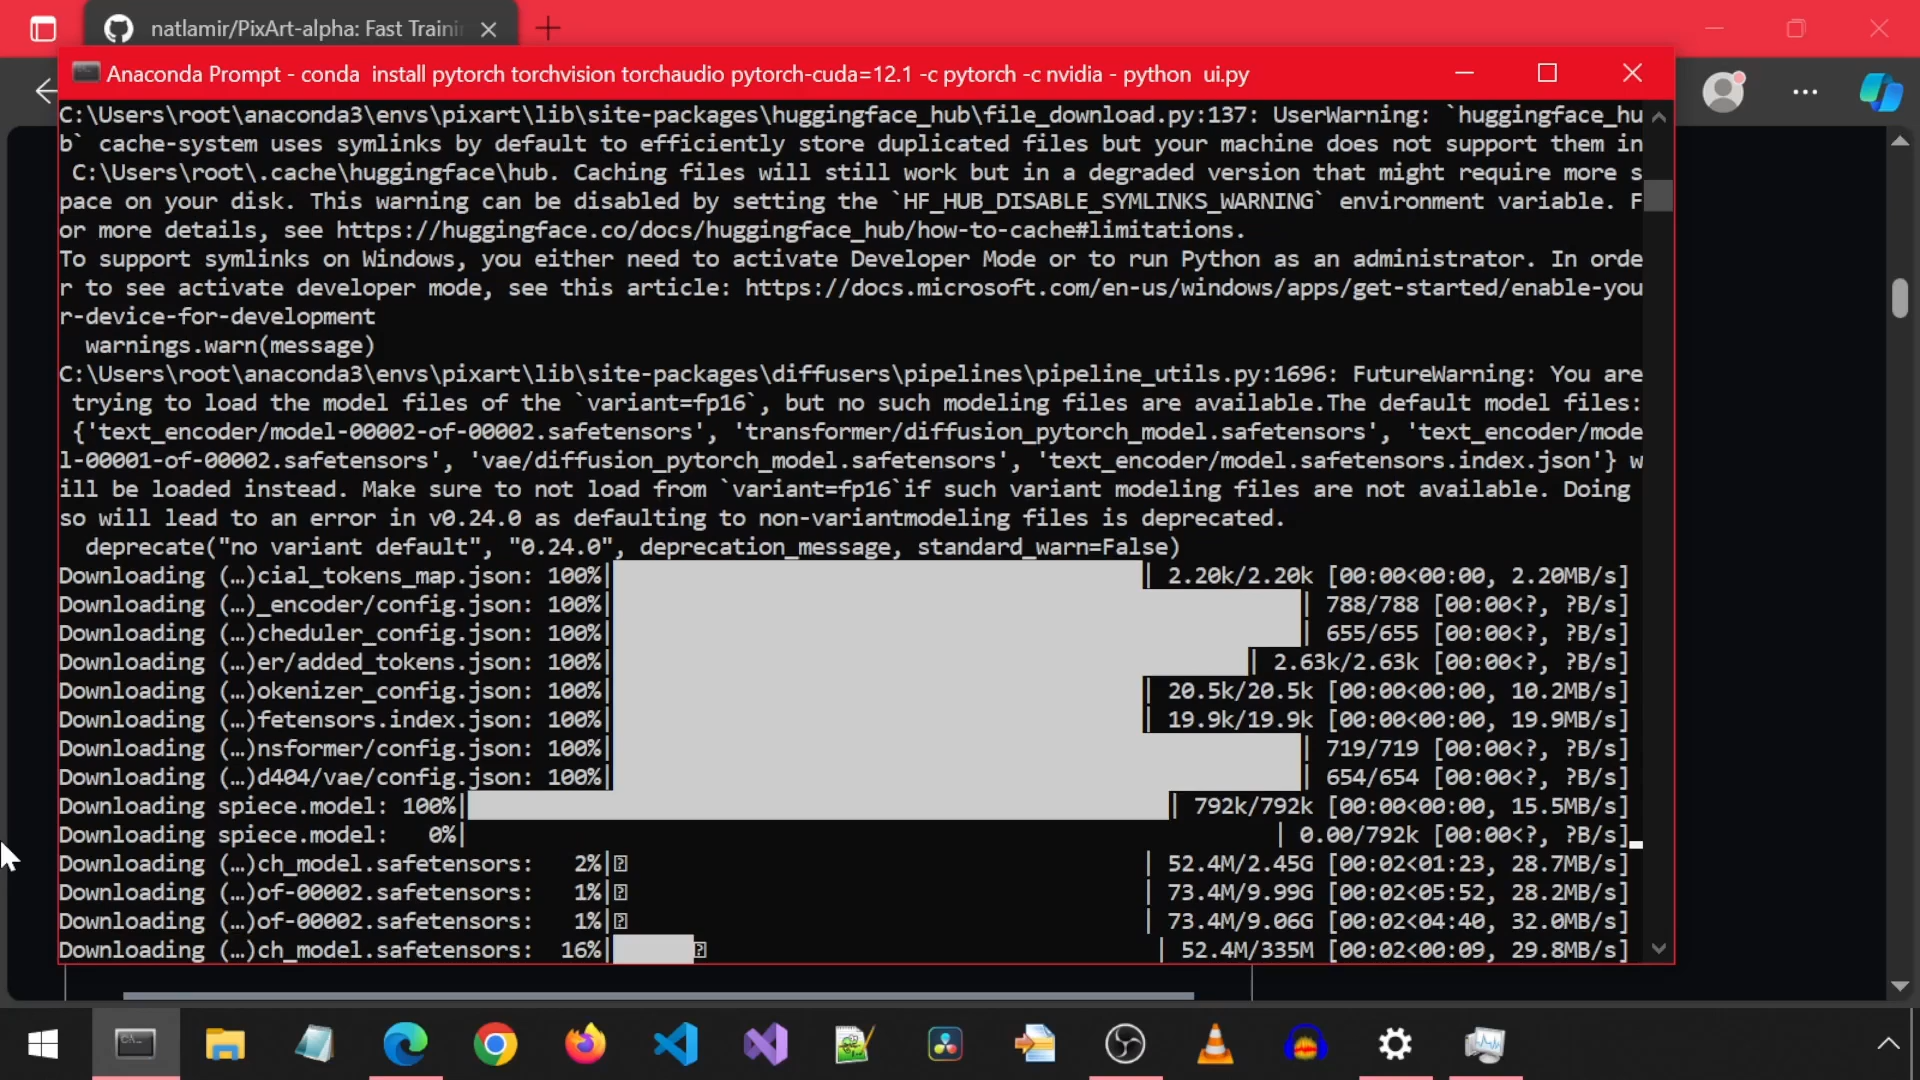 natlamir/PixArt-alpha: Fast Traini
Anaconda Prompt - conda  install pytorch torchvision torchaudio pytorch-cuda=12.1 -c pytorch -c nvidia - python  ui.py
C:\Users\root\anaconda3\envs\pixart\lib\site-packages\huggingface_hub\file_download.py:137: UserWarning: `huggingface_hu
b` cache-system uses symlinks by default to efficiently store duplicated files but your machine does not support them in
 C:\Users\root\.cache\huggingface\hub. Caching files will still work but in a degraded version that might require more s
pace on your disk. This warning can be disabled by setting the `HF_HUB_DISABLE_SYMLINKS_WARNING` environment variable. F
or more details, see https://huggingface.co/docs/huggingface_hub/how-to-cache#limitations.
To support symlinks on Windows, you either need to activate Developer Mode or to run Python as an administrator. In orde
r to see activate developer mode, see this article: https://docs.microsoft.com/en-us/windows/apps/get-started/enable-you
r-device-for-development
  warnings.warn(message)
C:\Users\root\anaconda3\envs\pixart\lib\site-packages\diffusers\pipelines\pipeline_utils.py:1696: FutureWarning: You are
 trying to load the model files of the `variant=fp16`, but no such modeling files are available.The default model files:
 {'text_encoder/model-00002-of-00002.safetensors', 'transformer/diffusion_pytorch_model.safetensors', 'text_encoder/mode
l-00001-of-00002.safetensors', 'vae/diffusion_pytorch_model.safetensors', 'text_encoder/model.safetensors.index.json'} w
ill be loaded instead. Make sure to not load from `variant=fp16`if such variant modeling files are not available. Doing
so will lead to an error in v0.24.0 as defaulting to non-variantmodeling files is deprecated.
  deprecate("no variant default", "0.24.0", deprecation_message, standard_warn=False)
Downloading (…)cial_tokens_map.json: 100%| | 2.20k/2.20k [00:00<00:00, 2.20MB/s]
Downloading (…)_encoder/config.json: 100%| | 788/788 [00:00<?, ?B/s]
Downloading (…)cheduler_config.json: 100%| | 655/655 [00:00<?, ?B/s]
Downloading (…)er/added_tokens.json: 100%| | 2.63k/2.63k [00:00<?, ?B/s]
Downloading (…)okenizer_config.json: 100%| | 20.5k/20.5k [00:00<00:00, 10.2MB/s]
Downloading (…)fetensors.index.json: 100%| | 19.9k/19.9k [00:00<00:00, 19.9MB/s]
Downloading (…)nsformer/config.json: 100%| | 719/719 [00:00<?, ?B/s]
Downloading (…)d404/vae/config.json: 100%| | 654/654 [00:00<?, ?B/s]
Downloading spiece.model: 100%| | 792k/792k [00:00<00:00, 15.5MB/s]
Downloading spiece.model:   0%| | 0.00/792k [00:00<?, ?B/s]
Downloading (…)ch_model.safetensors:   2%| | 52.4M/2.45G [00:02<01:23, 28.7MB/s]
Downloading (…)of-00002.safetensors:   1%| | 73.4M/9.99G [00:02<05:52, 28.2MB/s]
Downloading (…)of-00002.safetensors:   1%| | 73.4M/9.06G [00:02<04:40, 32.0MB/s]
Downloading (…)ch_model.safetensors:  16%| | 52.4M/335M [00:02<00:09, 29.8MB/s]